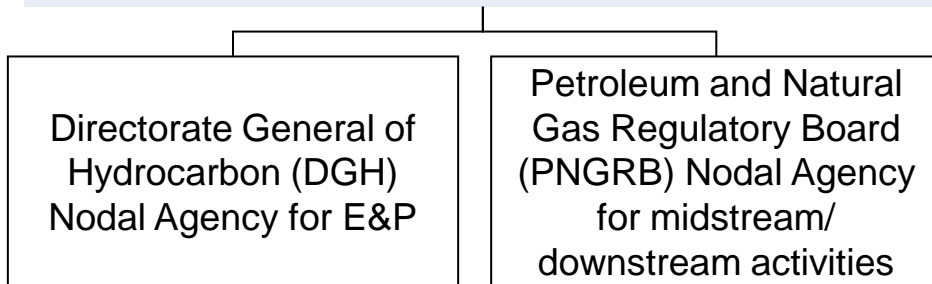 Directorate General of
Hydrocarbon (DGH)
Nodal Agency for E&P
Petroleum and Natural
Gas Regulatory Board
(PNGRB) Nodal Agency
for midstream/
downstream activities